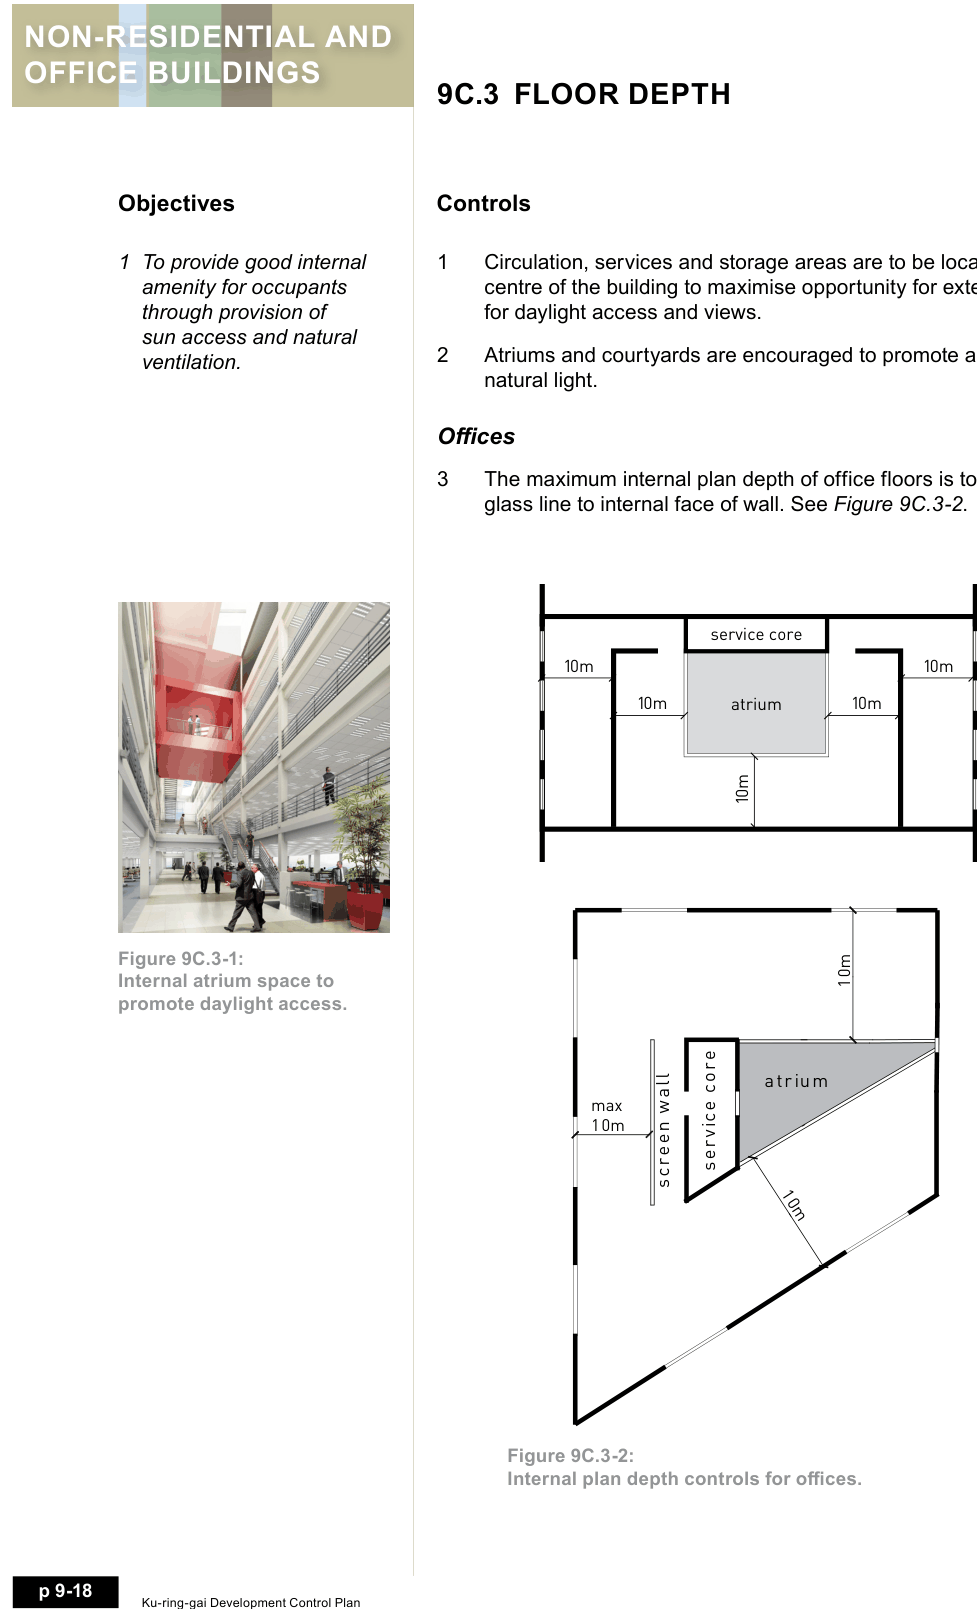 NON-RESIDENTIAL AND
OFFICE BUILDINGS
9C.3 FLOOR DEPTH
Objectives
1 To provide good internal
amenity for occupants
through provision of
sun access and natural
ventilation.
Figure 9C.3-1:
Internal atrium space to
promote daylight access.
Controls
1 Circulation, services and storage areas are to be loca
centre of the building to maximise opportunity for exte
for daylight access and views.
2 Atriums and courtyards are encouraged to promote a
natural light.
Offices
3 The maximum internal plan depth of office floors is to
glass line to internal face of wall. See Figure 9C.3-2.
service core
10m
10m
10m
atrium
10m
10m
10m
atrium
service core
screen wall
max
10m
10m
Figure 9C.3-2:
Internal plan depth controls for offices.
p 9-18
Ku-ring-gai Development Control Plan